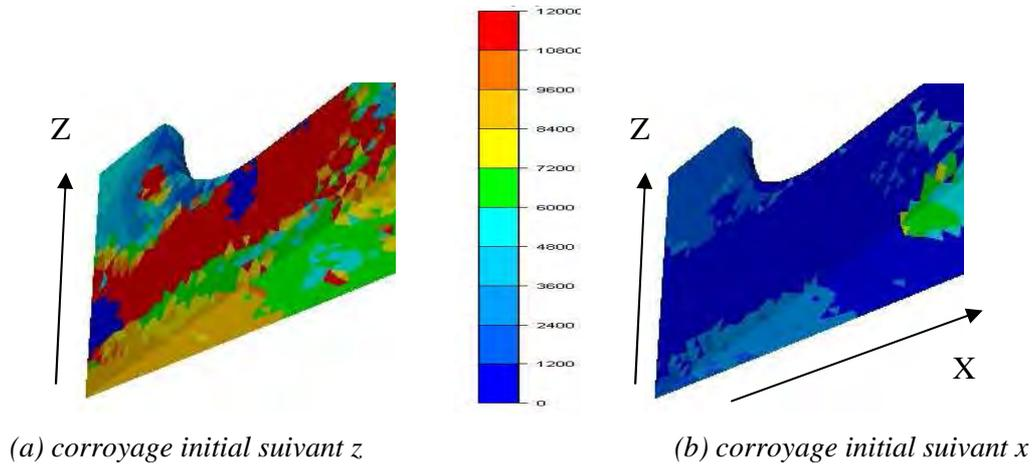 12000
10800
9600
8400
7200
6000
4800
3600
2400
1200
0
Z
Z
X
(a) corroyage initial suivant z
(b) corroyage initial suivant x